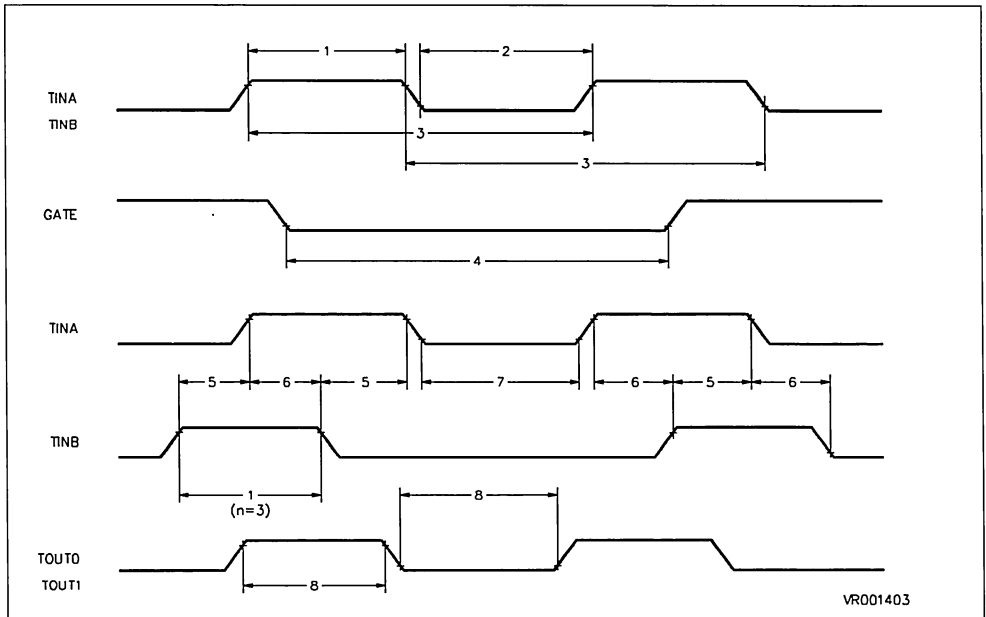 1 2
TINA
TINB
3
3
GATE
4
TINA
5 6 5 7 6 5 6
TINB
1
(n=3)
8
TOUT0
TOUT1
8
VR001403